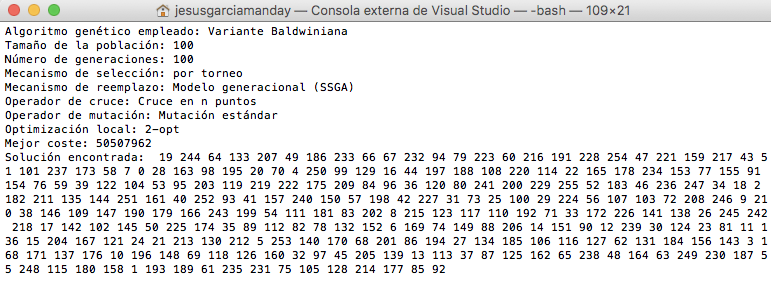 jesusgarciamanday — Consola externa de Visual Studio — -bash — 109×21
Algoritmo genético empleado: Variante Baldwiniana
Tamaño de la población: 100
Número de generaciones: 100
Mecanismo de selección: por torneo
Mecanismo de reemplazo: Modelo generacional (SSGA)
Operador de cruce: Cruce en n puntos
Operador de mutación: Mutación estándar
Optimización local: 2-opt
Mejor coste: 50507962
Solución encontrada:  19 244 64 133 207 49 186 233 66 67 232 94 79 223 60 216 191 228 254 47 221 159 217 43 5
1 101 237 173 58 7 0 28 163 98 195 20 70 4 250 99 129 16 44 197 188 108 220 114 22 165 178 234 153 77 155 91
154 76 59 39 122 104 53 95 203 119 219 222 175 209 84 96 36 120 80 241 200 229 255 52 183 46 236 247 34 18 2
182 211 135 144 251 161 40 252 93 41 157 240 150 57 198 42 227 31 73 25 100 29 224 56 107 103 72 208 246 9 21
0 38 146 109 147 190 179 166 243 199 54 111 181 83 202 8 215 123 117 110 192 71 33 172 226 141 138 26 245 242
218 17 142 102 145 50 225 174 35 89 112 82 78 132 152 6 169 74 149 88 206 14 151 90 12 239 30 124 23 81 11 1
36 15 204 167 121 24 21 213 130 212 5 253 140 170 68 201 86 194 27 134 185 106 116 127 62 131 184 156 143 3 1
68 171 137 176 10 196 148 69 118 126 160 32 97 45 205 139 13 113 37 87 125 162 65 238 48 164 63 249 230 187 5
5 248 115 180 158 1 193 189 61 235 231 75 105 128 214 177 85 92